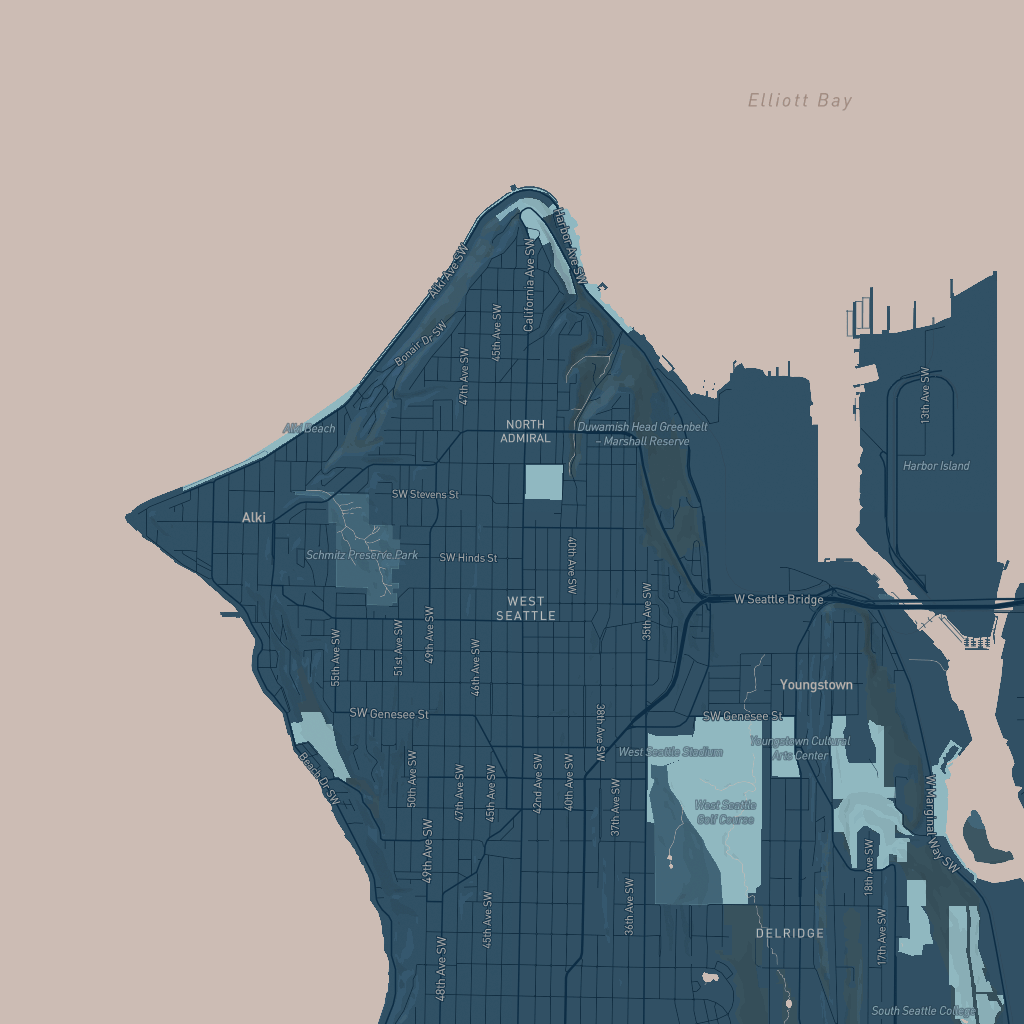 Elliott Bay
Harbor Ave SW
Alki Ave SW
California Ave SW
45th Ave SW
Bonair Dr SW
47th Ave SW
13th Ave SW
Alki Beach
NORTH
ADMIRAL
Duwamish Head Greenbelt
– Marshall Reserve
Harbor Island
SW Stevens St
Alki
Schmitz Preserve Park
SW Hinds St
40th Ave SW
WEST
SEATTLE
35th Ave SW
W Seattle Bridge
49th Ave SW
51st Ave SW
55th Ave SW
46th Ave SW
Youngstown
SW Genesee St
SW Genesee St
38th Ave SW
West Seattle Stadium
Youngstown Cultural
Arts Center
Beach Dr SW
50th Ave SW
47th Ave SW
45th Ave SW
42nd Ave SW
40th Ave SW
37th Ave SW
West Seattle
Golf Course
W Marginal Way SW
49th Ave SW
18th Ave SW
45th Ave SW
36th Ave SW
DELRIDGE
17th Ave SW
48th Ave SW
South Seattle College